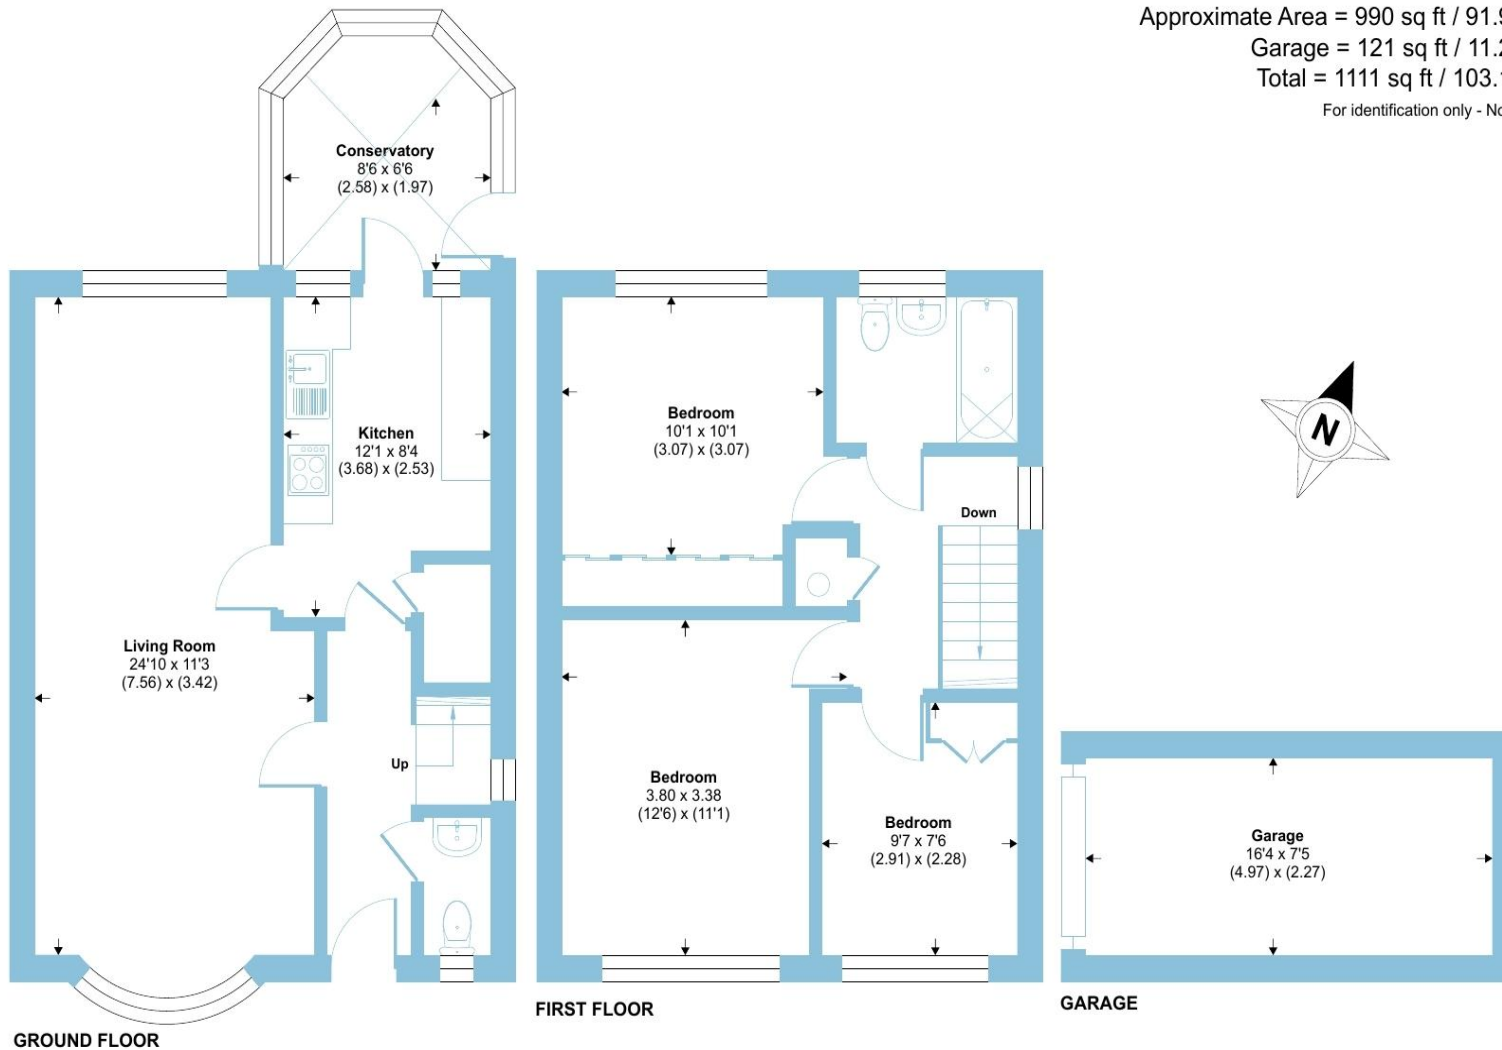 Approximate Area = 990 sq ft / 91.9
Garage = 121 sq ft / 11.2
Total = 1111 sq ft / 103.1
For identification only - No
Conservatory
8'6 x 6'6
(2.58) x (1.97)
Kitchen
12'1 x 8'4
(3.68) x (2.53)
Living Room
24'10 x 11'3
(7.56) x (3.42)
Up
GROUND FLOOR
Bedroom
10'1 x 10'1
(3.07) x (3.07)
Down
Bedroom
3.80 x 3.38
(12'6) x (11'1)
Bedroom
9'7 x 7'6
(2.91) x (2.28)
FIRST FLOOR
N
Garage
16'4 x 7'5
(4.97) x (2.27)
GARAGE